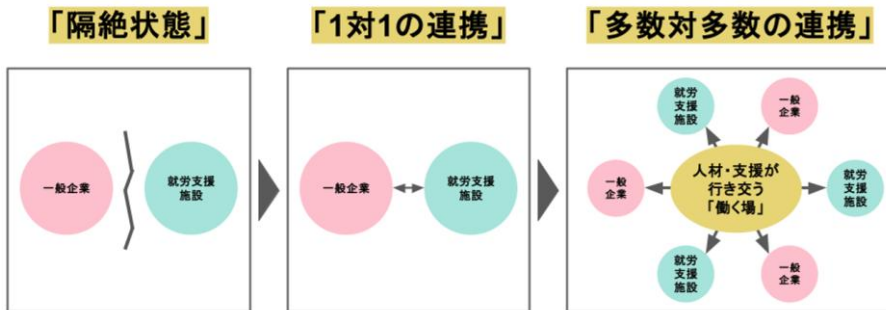 「隔絶状態」
一般企業
就労支援
施設
「1対1の連携」
一般企業
就労支援
施設
「多数対多数の連携」
就労
支援
施設
一般
企業
一般
企業
人材・支援が
行き交う
「働く場」
就労
支援
施設
就労
支援
施設
一般
企業